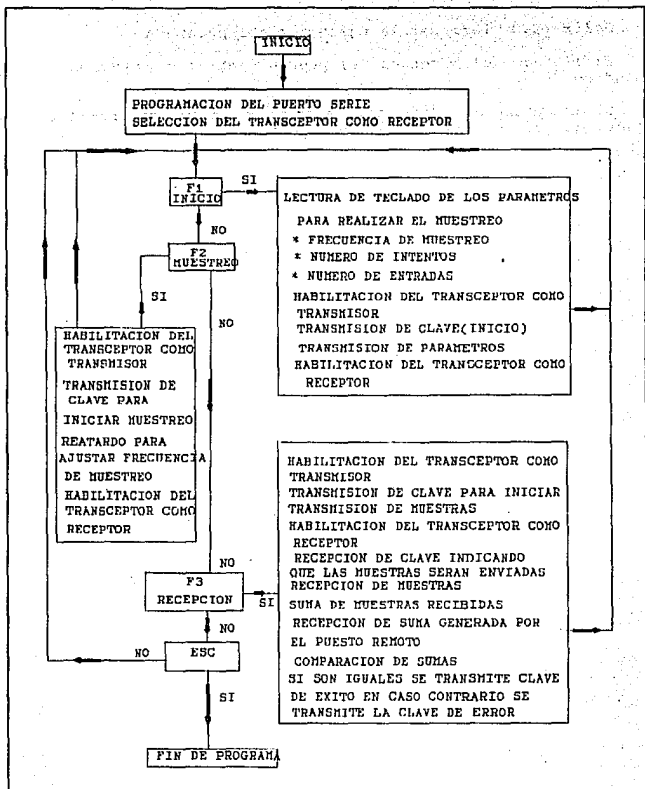 INICIO
PROGRAMACION DEL PUERTO SERIE
SELECCION DEL TRANSCEPTOR COMO RECEPTOR
F1
INICIO
SI
NO
LECTURA DE TECLADO DE LOS PARAMETROS
PARA REALIZAR EL MUESTREO
* FRECUENCIA DE MUESTREO
* NUMERO DE INTENTOS
* NUMERO DE ENTRADAS
HABILITACION DEL TRANSCEPTOR COMO
TRANSMISOR
TRANSMISION DE CLAVE(INICIO)
TRANSMISION DE PARAMETROS
HABILITACION DEL TRANSCEPTOR COMO
RECEPTOR
F2
MUESTREO
SI
NO
HABILITACION DEL
TRANSCEPTOR COMO
TRANSMISOR
TRANSMISION DE
CLAVE PARA
INICIAR MUESTREO
REATARDO PARA
AJUSTAR FRECUENCIA
DE MUESTREO
HABILITACION DEL
TRANSCEPTOR COMO
RECEPTOR
NO
F3
RECEPCION
SI
NO
HABILITACION DEL TRANSCEPTOR COMO
TRANSMISOR
TRANSMISION DE CLAVE PARA INICIAR
TRANSMISION DE MUESTRAS
HABILITACION DEL TRANSCEPTOR COMO
RECEPTOR
RECEPCION DE CLAVE INDICANDO
QUE LAS MUESTRAS SERAN ENVIADAS
RECEPCION DE MUESTRAS
SUMA DE MUESTRAS RECIBIDAS
RECEPCION DE SUMA GENERADA POR
EL PUESTO REMOTO
COMPARACION DE SUMAS
SI SON IGUALES SE TRANSMITE CLAVE
DE EXITO EN CASO CONTRARIO SE
TRANSMITE LA CLAVE DE ERROR
NO
ESC
SI
FIN DE PROGRAMA